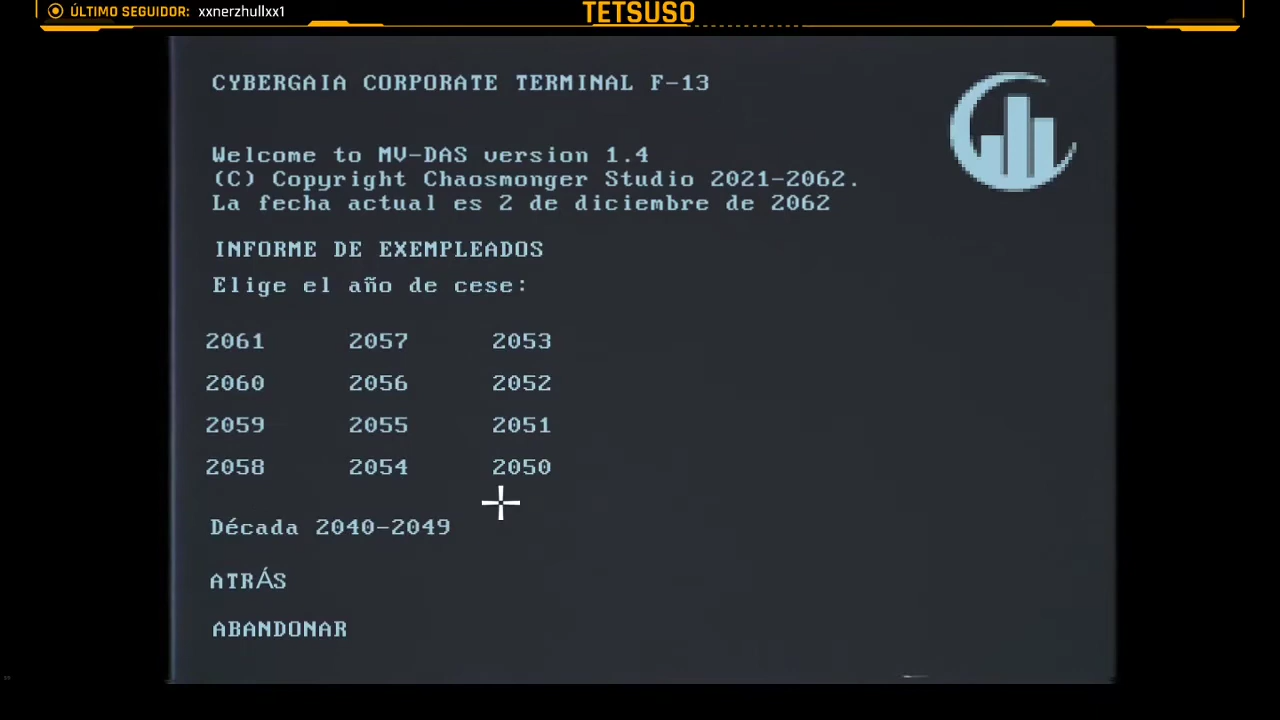 ÚLTIMO SEGUIDOR: xxnerzhullxx1
TETSUSO
CYBERGAIA CORPORATE TERMINAL F-13
Welcome to MV-DAS version 1.4
(C) Copyright Chaosmonger Studio 2021-2062.
La fecha actual es 2 de diciembre de 2062
INFORME DE EXEMPLEADOS
Elige el año de cese:
2061 2057 2053
2060 2056 2052
2059 2055 2051
2058 2054 2050
Década 2040-2049
ATRÁS
ABANDONAR